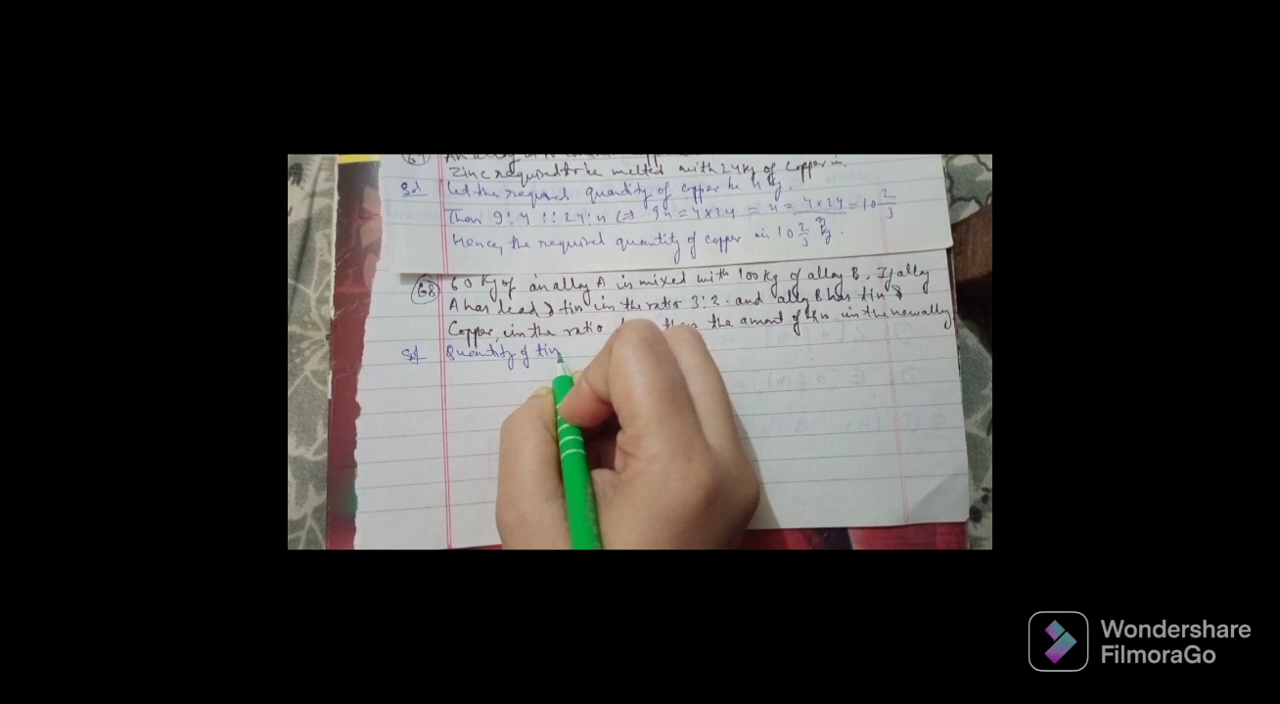 Zinc required to be melted with 24 kg of Copper is
Sol Let the required quantity of copper be x kg.
Then 9:4 :: 24:x ⇔ 9x = 4×24 = x = 4×24/9 = 10 2/3
Hence, the required quantity of copper is 10 2/3 kg.
68 60 Kg of an alloy A is mixed with 100 Kg of alloy B. If alloy
A has lead & tin in the ratio 3:2 and alloy B has tin &
Copper in the ratio the amont of tin in the new alloy
Sol Quantity of tin
Wondershare
FilmoraGo